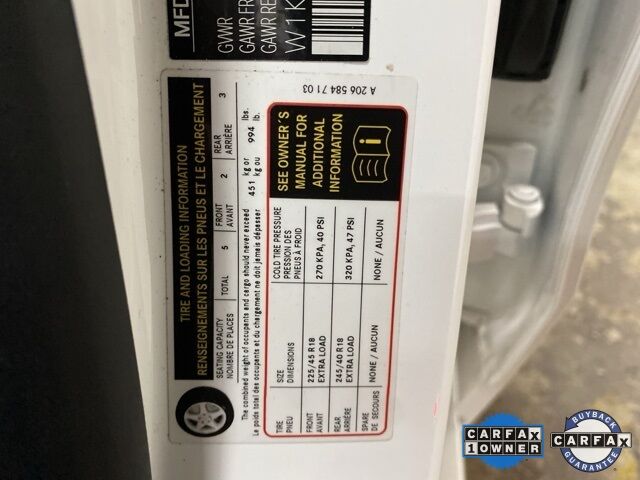 MFD
GVWR
GAWR FR
GAWR RE
W1K
TIRE AND LOADING INFORMATION
RENSEIGNEMENTS SUR LES PNEUS ET LE CHARGEMENT
SEATING CAPACITY
NOMBRE DE PLACES
TOTAL 5
FRONT
AVANT 2
REAR
ARRIÈRE 3
The combined weight of occupants and cargo should never exceed
Le poids total des occupants et du chargement ne doit jamais dépasser
451 kg or
kg ou
994 lbs.
lb.
TIRE
PNEU
SIZE
DIMENSIONS
COLD TIRE PRESSURE
PRESSION DES
PNEUS À FROID
FRONT
AVANT
225/45 R18
EXTRA LOAD
270 KPA, 40 PSI
REAR
ARRIÈRE
245/40 R18
EXTRA LOAD
320 KPA, 47 PSI
SPARE
DE SECOURS
NONE / AUCUN
NONE / AUCUN
SEE OWNER´S
MANUAL FOR
ADDITIONAL
INFORMATION
A 206 584 71 03
CARFAX
1 OWNER
BUYBACK
CARFAX
GUARANTEE